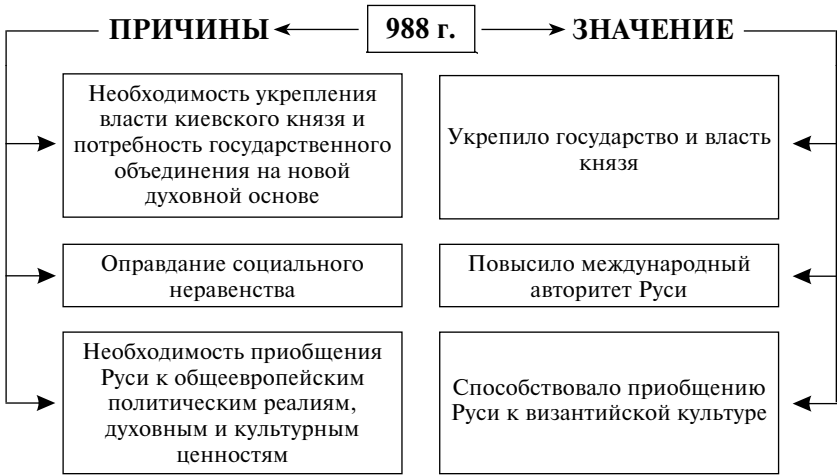 ПРИЧИНЫ
988 г.
ЗНАЧЕНИЕ
Необходимость укрепления
власти киевского князя и
потребность государственного
объединения на новой
духовной основе
Укрепило государство и власть
князя
Оправдание социального
неравенства
Повысило международный
авторитет Руси
Необходимость приобщения
Руси к общеевропейским
политическим реалиям,
духовным и культурным
ценностям
Способствовало приобщению
Руси к византийской культуре